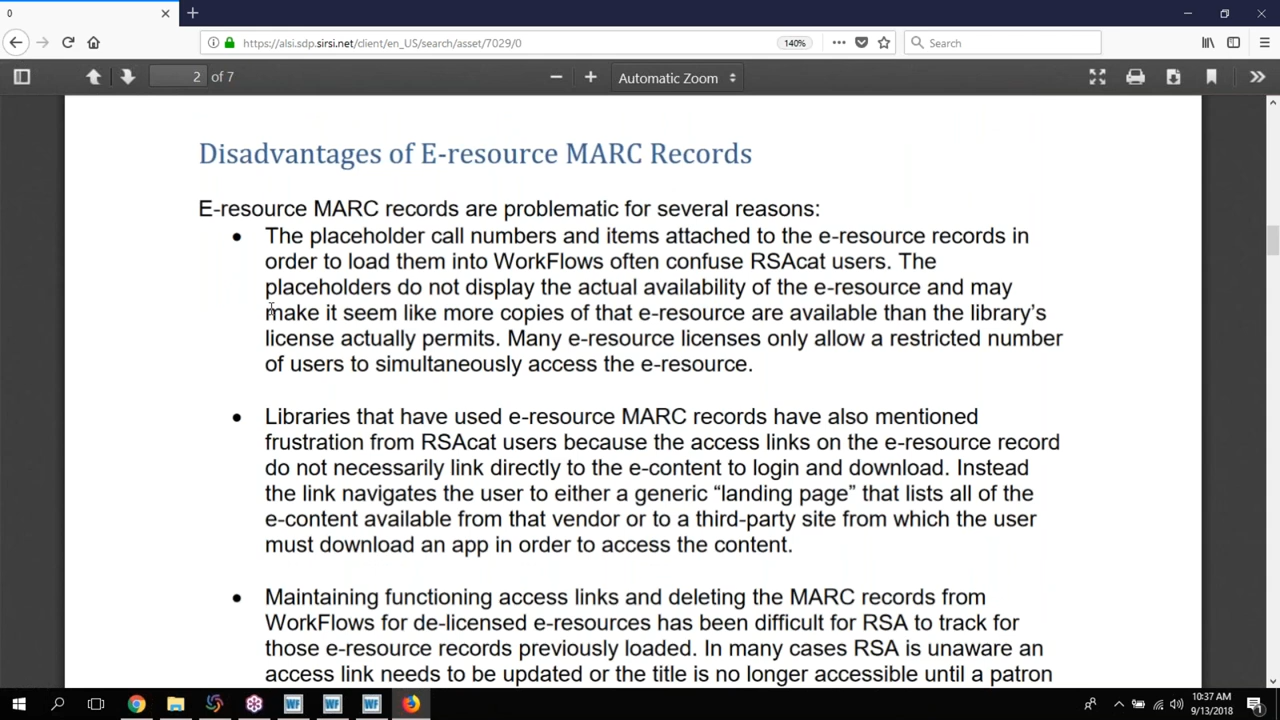 0
https://alsi.sdp.sirsi.net/client/en_US/search/asset/7029/0
140%
Search
2 of 7
Automatic Zoom
Disadvantages of E-resource MARC Records
E-resource MARC records are problematic for several reasons:
• The placeholder call numbers and items attached to the e-resource records in
order to load them into WorkFlows often confuse RSAcat users. The
placeholders do not display the actual availability of the e-resource and may
make it seem like more copies of that e-resource are available than the library’s
license actually permits. Many e-resource licenses only allow a restricted number
of users to simultaneously access the e-resource.
• Libraries that have used e-resource MARC records have also mentioned
frustration from RSAcat users because the access links on the e-resource record
do not necessarily link directly to the e-content to login and download. Instead
the link navigates the user to either a generic “landing page” that lists all of the
e-content available from that vendor or to a third-party site from which the user
must download an app in order to access the content.
• Maintaining functioning access links and deleting the MARC records from
WorkFlows for de-licensed e-resources has been difficult for RSA to track for
those e-resource records previously loaded. In many cases RSA is unaware an
access link needs to be updated or the title is no longer accessible until a patron
WF
WF
WF
10:37 AM
9/13/2018
1